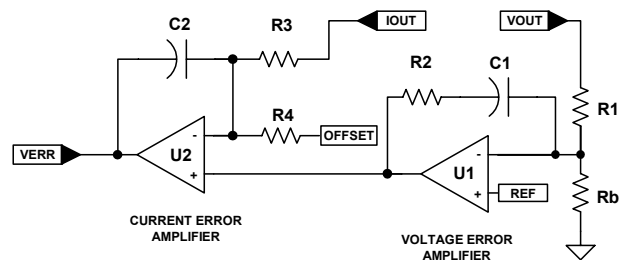 C2
R3
IOUT
VOUT
R2
C1
R1
R4
OFFSET
-
+
U2
VERR
-
+
U1
REF
Rb
CURRENT ERROR
AMPLIFIER
VOLTAGE ERROR
AMPLIFIER